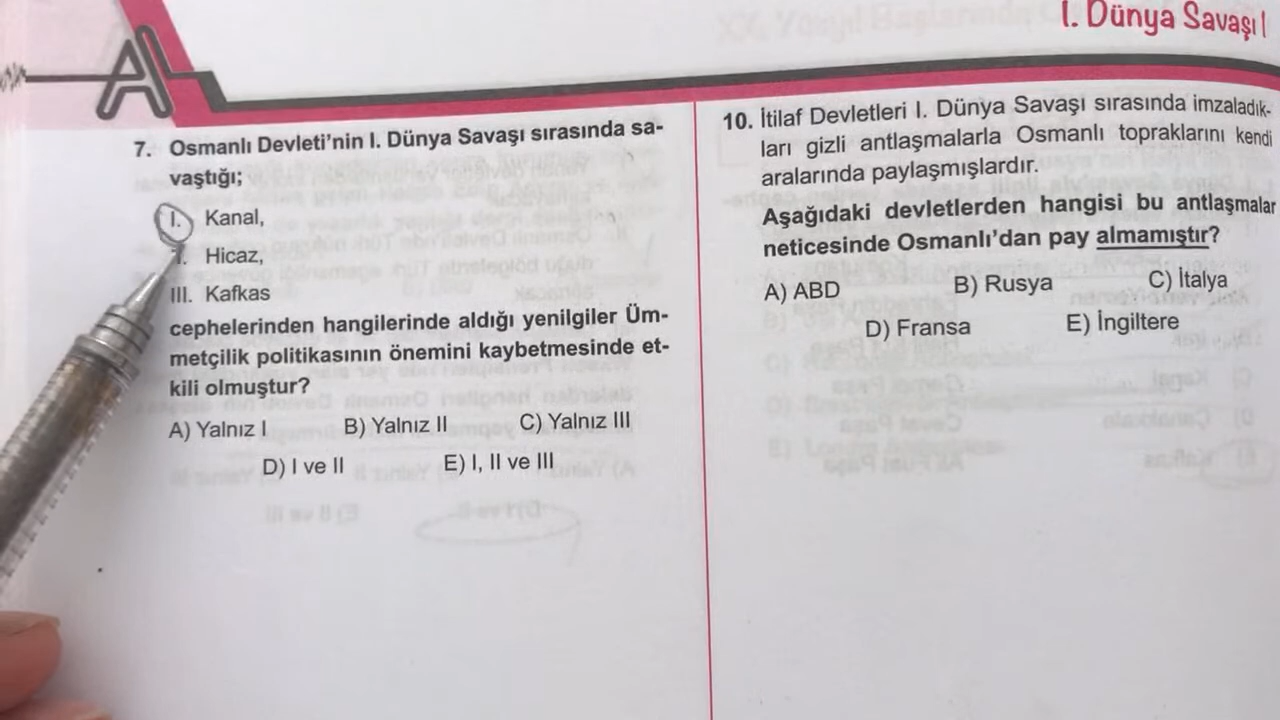 I. Dünya Savaşı I
7. Osmanlı Devleti'nin I. Dünya Savaşı sırasında sa-
vaştığı;
I. Kanal,
I. Hicaz,
III. Kafkas
cephelerinden hangilerinde aldığı yenilgiler Üm-
metçilik politikasının önemini kaybetmesinde et-
kili olmuştur?
A) Yalnız I B) Yalnız II C) Yalnız III
D) I ve II E) I, II ve III
10. İtilaf Devletleri I. Dünya Savaşı sırasında imzaladık-
ları gizli antlaşmalarla Osmanlı topraklarını kendi
aralarında paylaşmışlardır.
Aşağıdaki devletlerden hangisi bu antlaşmalar
neticesinde Osmanlı'dan pay almamıştır?
A) ABD B) Rusya C) İtalya
D) Fransa E) İngiltere